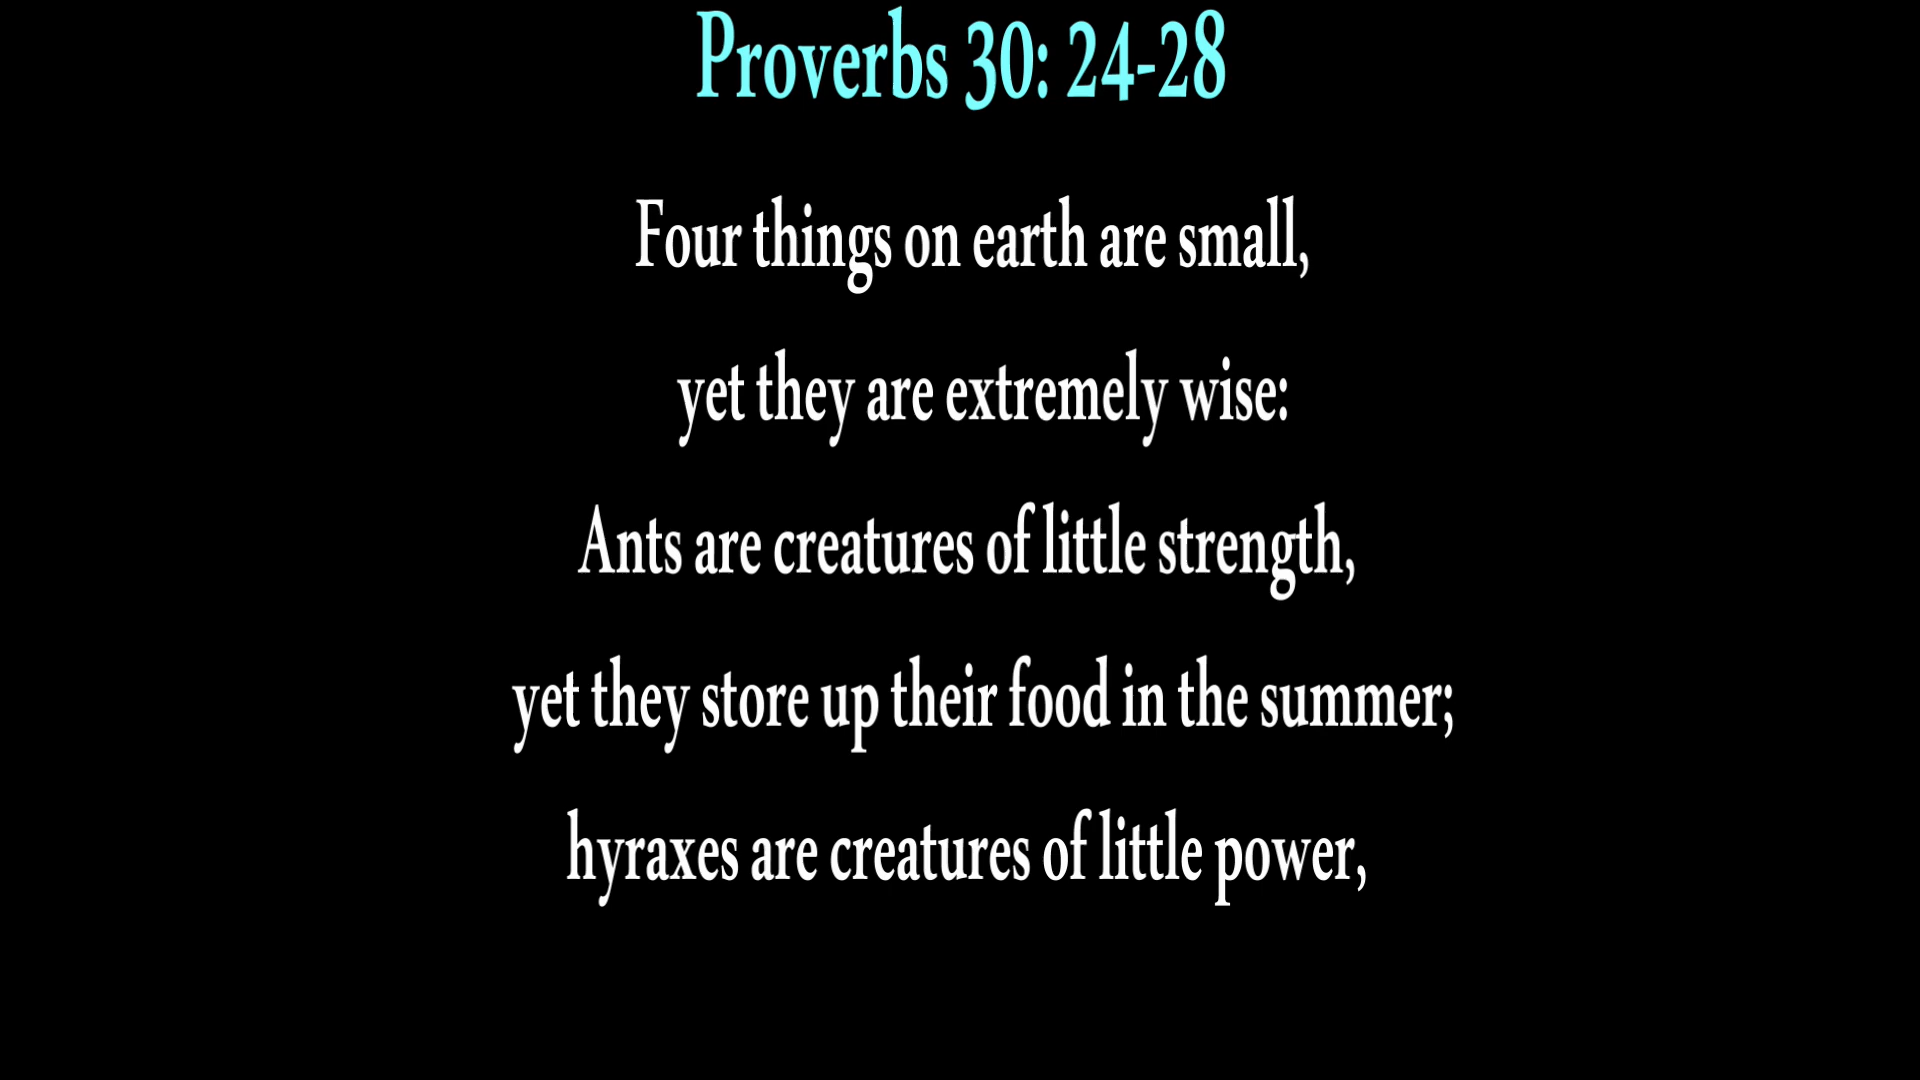 Proverbs 30: 24-28
Four things on earth are small,
yet they are extremely wise:
Ants are creatures of little strength,
yet they store up their food in the summer;
hyraxes are creatures of little power,